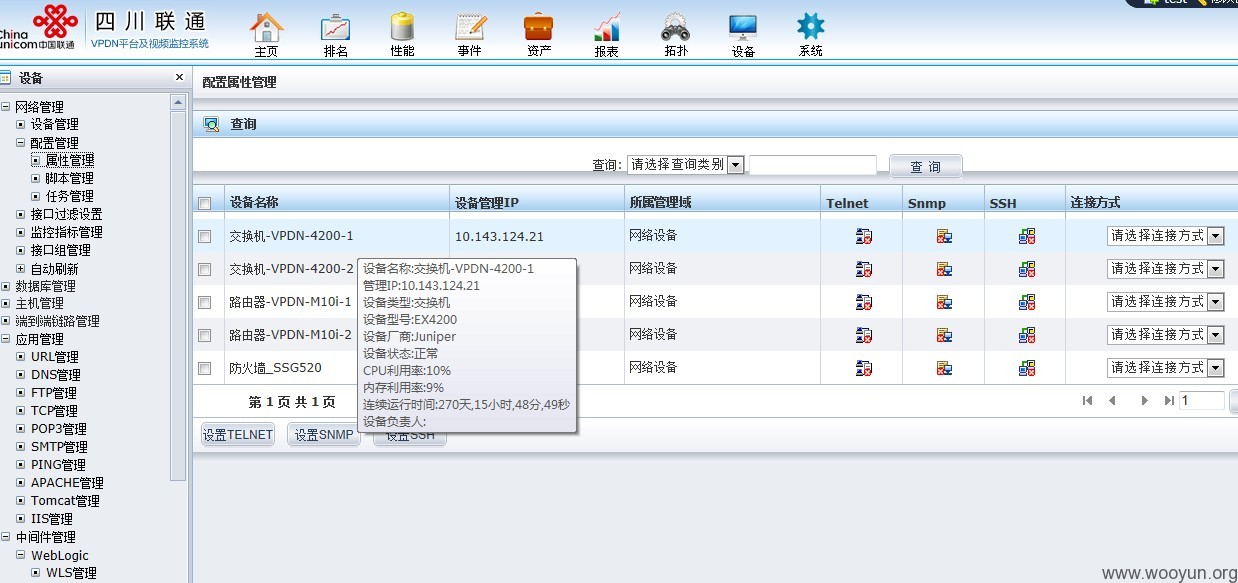 China
unicom中国联通
四川联通
VPDN平台及视频监控系统
主页
排名
性能
事件
资产
报表
拓扑
设备
系统
test
设备
配置属性管理
网络管理
设备管理
配置管理
属性管理
脚本管理
任务管理
接口过滤设置
监控指标管理
接口组管理
自动刷新
数据库管理
主机管理
端到端链路管理
应用管理
URL管理
DNS管理
FTP管理
TCP管理
POP3管理
SMTP管理
PING管理
APACHE管理
Tomcat管理
IIS管理
中间件管理
WebLogic
WLS管理
查询
查询: 请选择查询类别 查 询
设备名称 设备管理IP 所属管理域 Telnet Snmp SSH 连接方式
交换机-VPDN-4200-1 10.143.124.21 网络设备 请选择连接方式
交换机-VPDN-4200-2 网络设备 请选择连接方式
路由器-VPDN-M10i-1 网络设备 请选择连接方式
路由器-VPDN-M10i-2 网络设备 请选择连接方式
防火墙_SSG520 网络设备 请选择连接方式
设备名称:交换机-VPDN-4200-1
管理IP:10.143.124.21
设备类型:交换机
设备型号:EX4200
设备厂商:Juniper
设备状态:正常
CPU利用率:10%
内存利用率:9%
连续运行时间:270天,15小时,48分,49秒
设备负责人:
第 1 页 共 1 页 1
设置TELNET 设置SNMP 设置SSH
www.wooyun.org